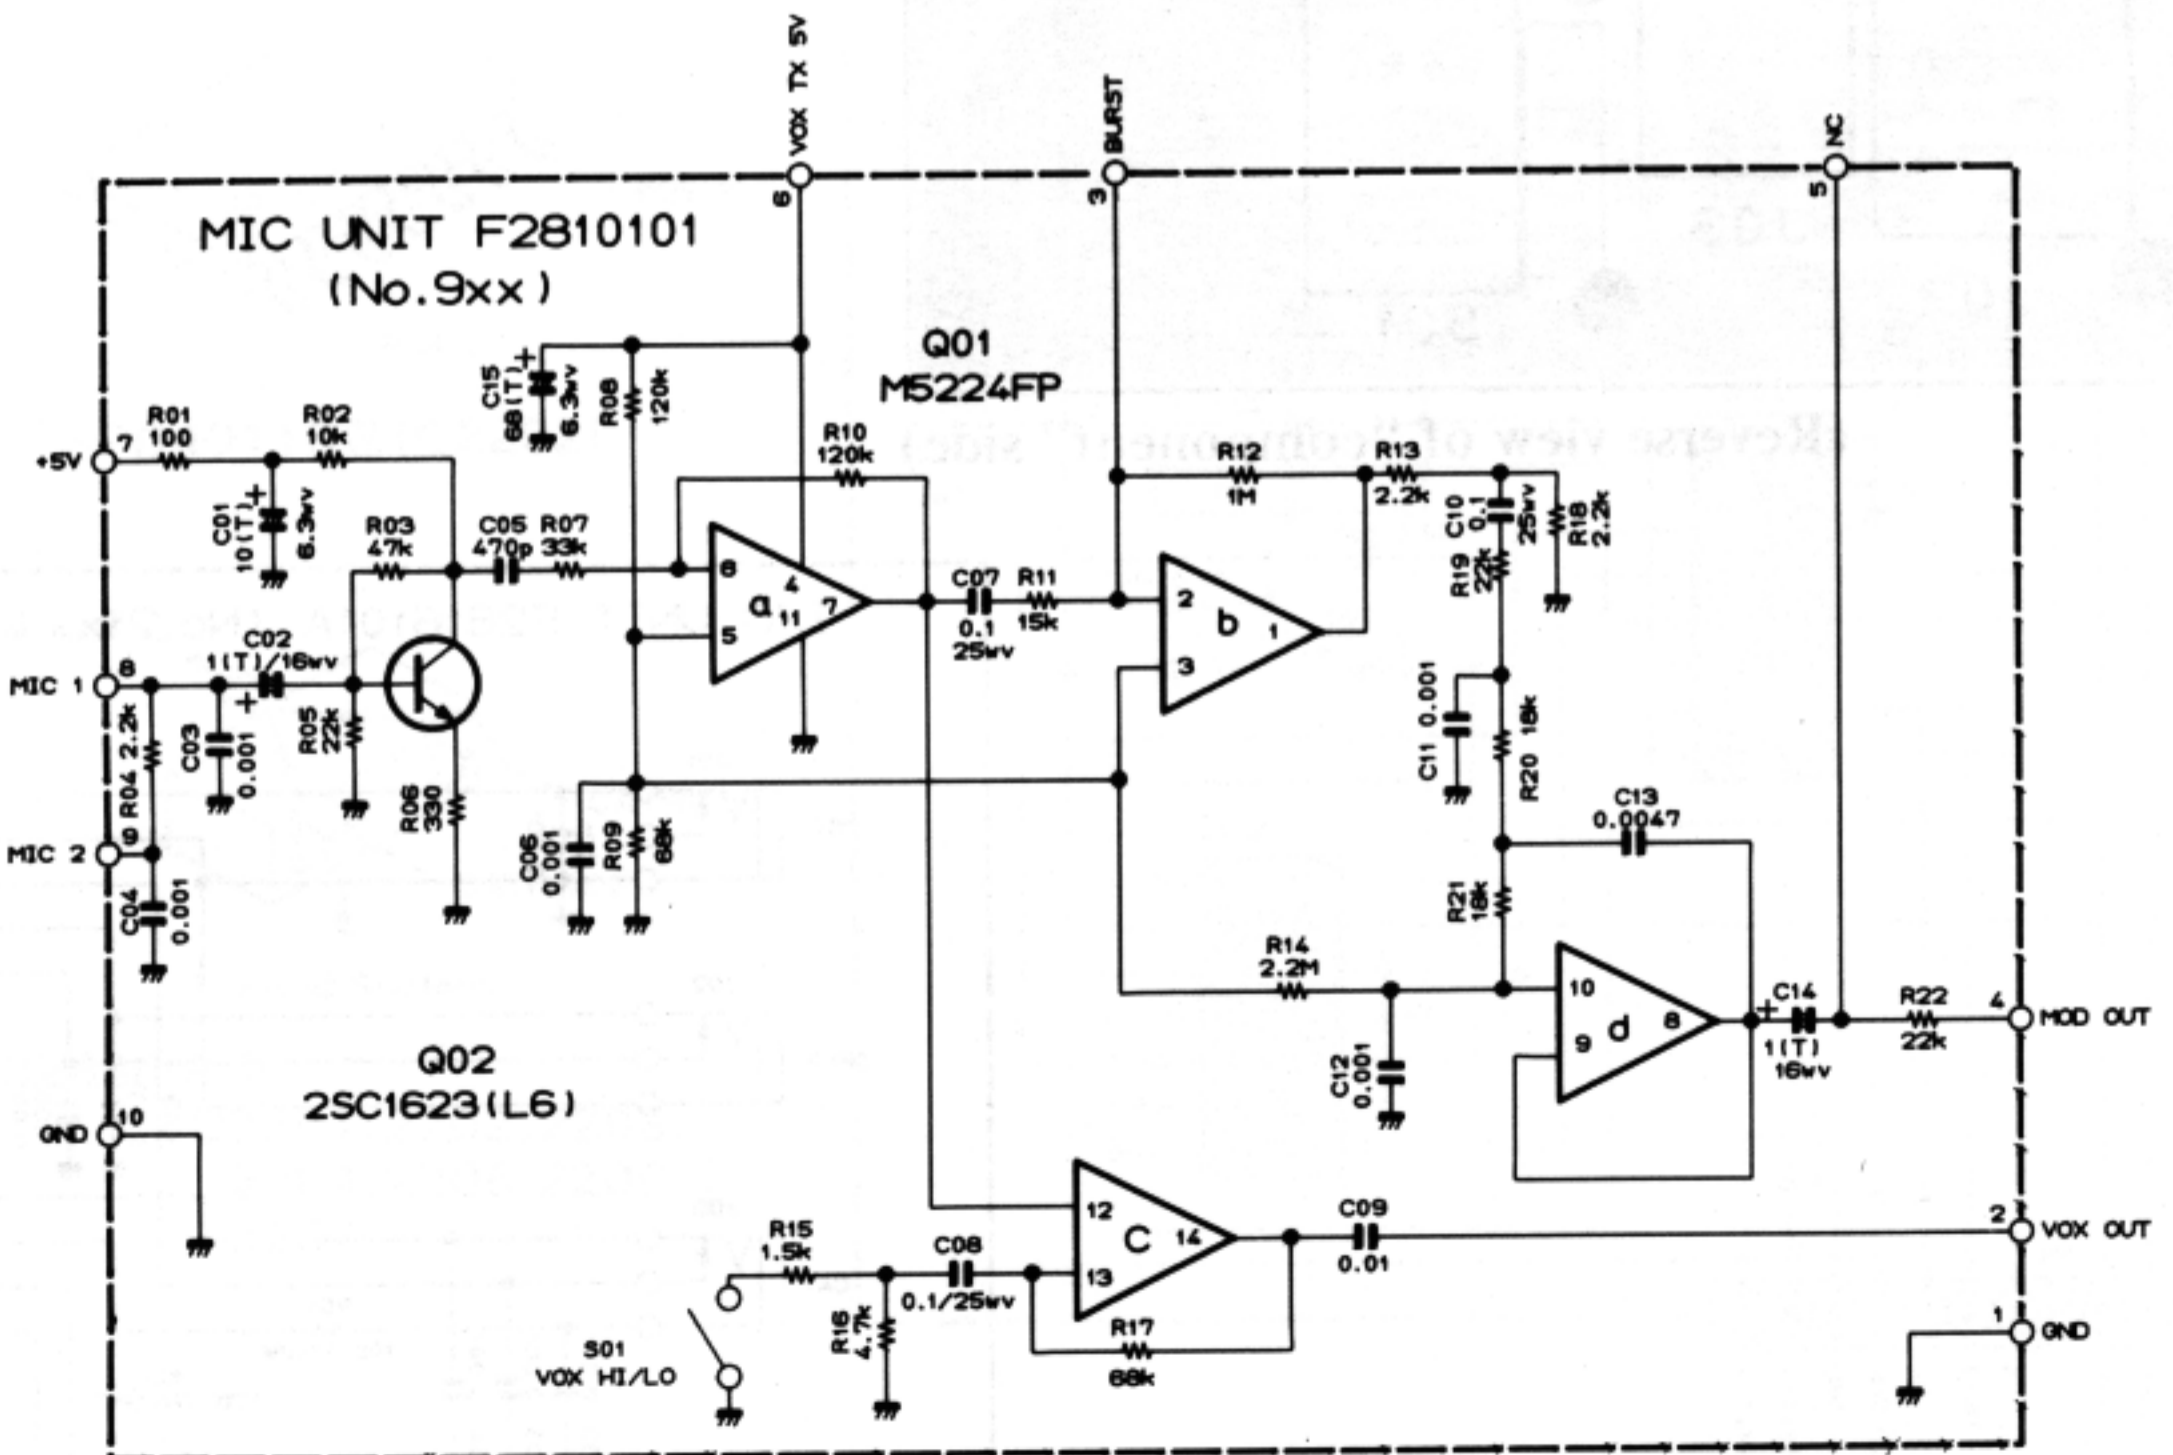 VOX TX 5V
BURST
NC
6
3
5
MIC UNIT F2810101
(No.9xx)
Q01
M5224FP
C15
68(T)
6.3wv
R08
120k
R01
100
R02
10k
+5V
7
C01
10(T)
6.3wv
R03
47k
C05
470p
R07
33k
R10
120k
6
5
a
4
11
7
C07
0.1
25wv
R11
15k
R12
1M
R13
2.2k
C10
0.1
25wv
R18
2.2k
R19
22k
2
3
b
1
MIC 1
8
C02
1(T)/16wv
R04 2.2k
C03
0.001
R05
22k
R06
330
MIC 2
9
C04
0.001
C06
0.001
R09
68k
C11 0.001
R20 18k
C13
0.0047
R21
18k
R14
2.2M
C12
0.001
10
9
d
8
C14
1(T)
16wv
R22
22k
4
MOD OUT
Q02
2SC1623(L6)
GND
10
R15
1.5k
C08
0.1/25wv
R16
4.7k
12
13
C
14
C09
0.01
R17
68k
2
VOX OUT
S01
VOX HI/LO
1
GND
Reverse view of "component" side)